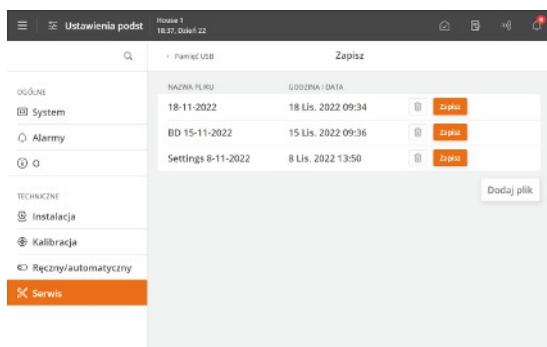 Ustawienia podst
House 1
18:37, Dzień 22
Pamięć USB
Zapisz
OGÓLNE
System
Alarmy
O
TECHNICZNE
Instalacja
Kalibracja
Ręczny/automatyczny
Serwis
NAZWA PLIKU GODZINA I DATA
18-11-2022 18 Lis. 2022 09:34 Zapisz
BD 15-11-2022 15 Lis. 2022 09:36 Zapisz
Settings 8-11-2022 8 Lis. 2022 13:50 Zapisz
Dodaj plik